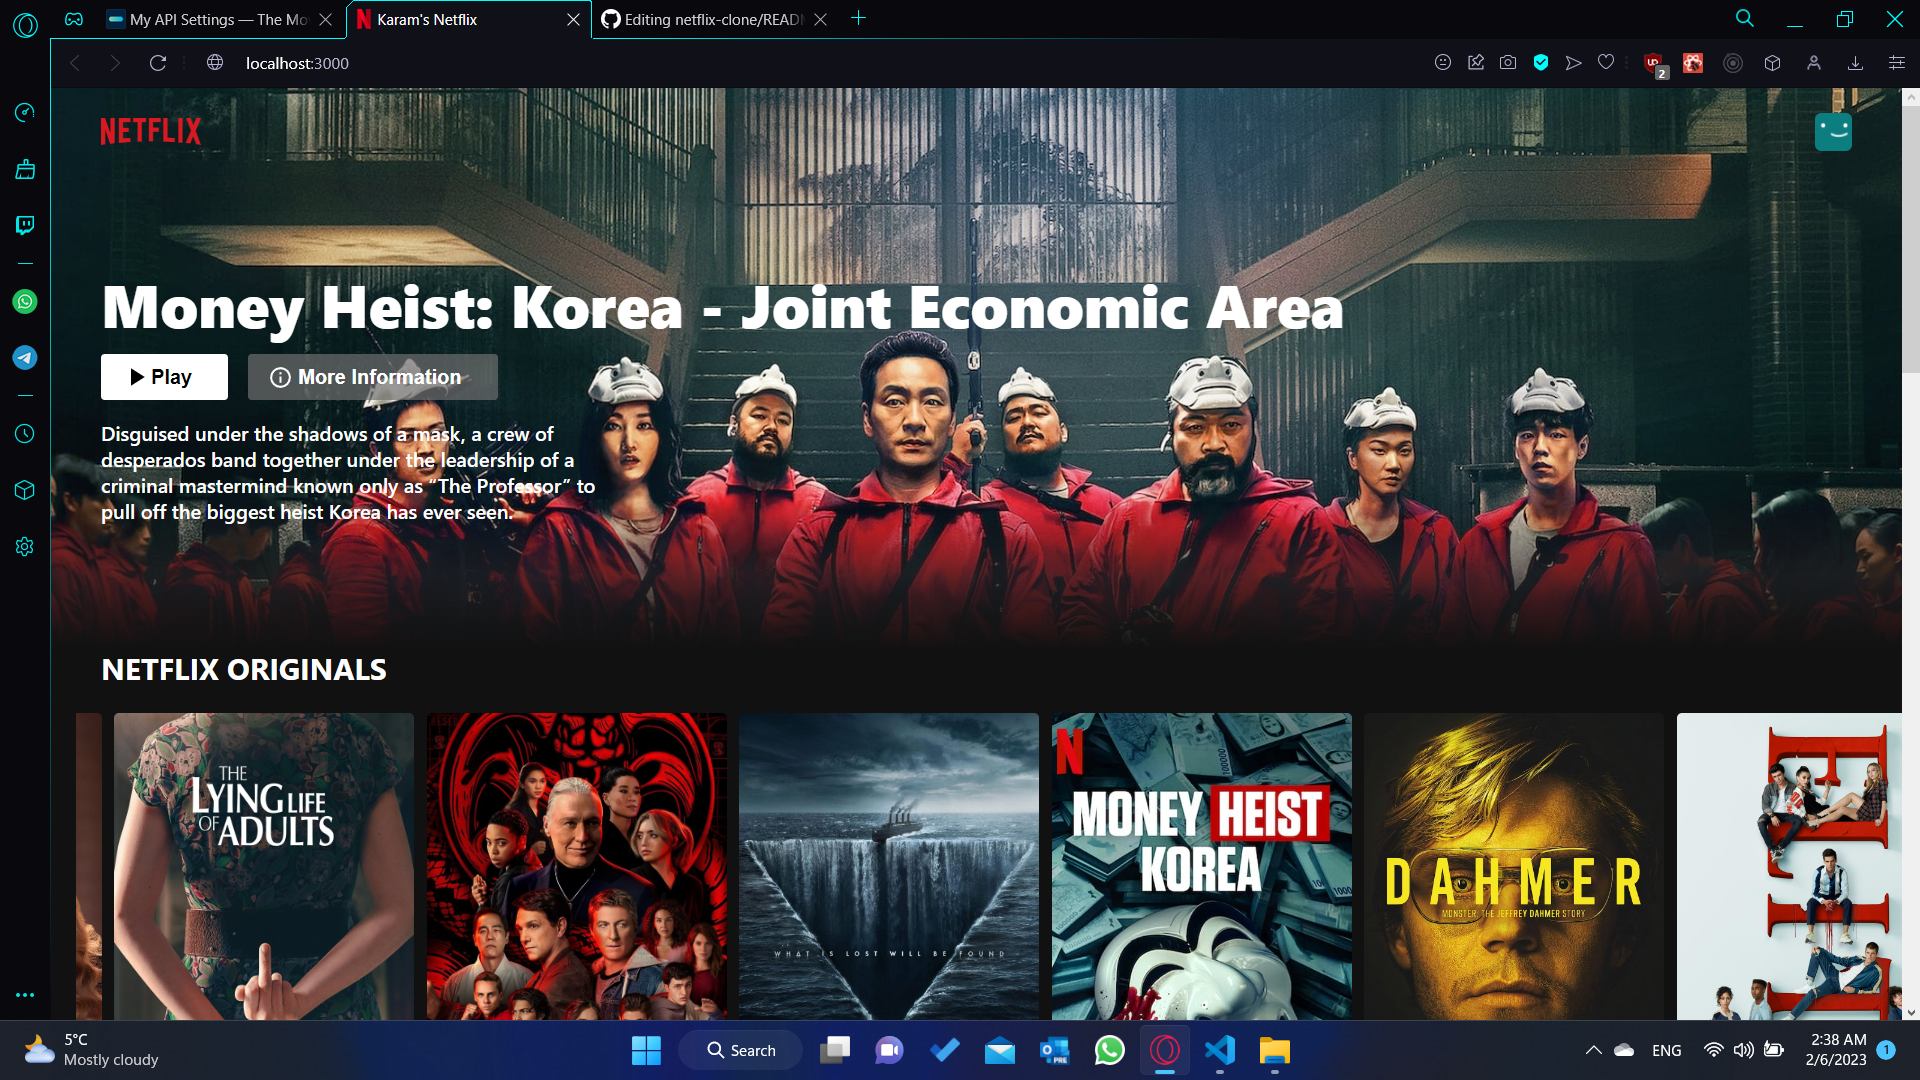 My API Settings — The Mo
Karam's Netflix
Editing netflix-clone/READ
localhost:3000
2
NETFLIX
Money Heist: Korea - Joint Economic Area
Play
More Information
Disguised under the shadows of a mask, a crew of
desperados band together under the leadership of a
criminal mastermind known only as “The Professor” to
pull off the biggest heist Korea has ever seen.
NETFLIX ORIGINALS
THE
LYING LIFE
OF ADULTS
WHAT IS LOST WILL BE FOUND
N
MONEY HEIST
KOREA
DAHMER
MONSTER: THE JEFFREY DAHMER STORY
5°C
Mostly cloudy
Search
PRE
ENG
2:38 AM
2/6/2023
1